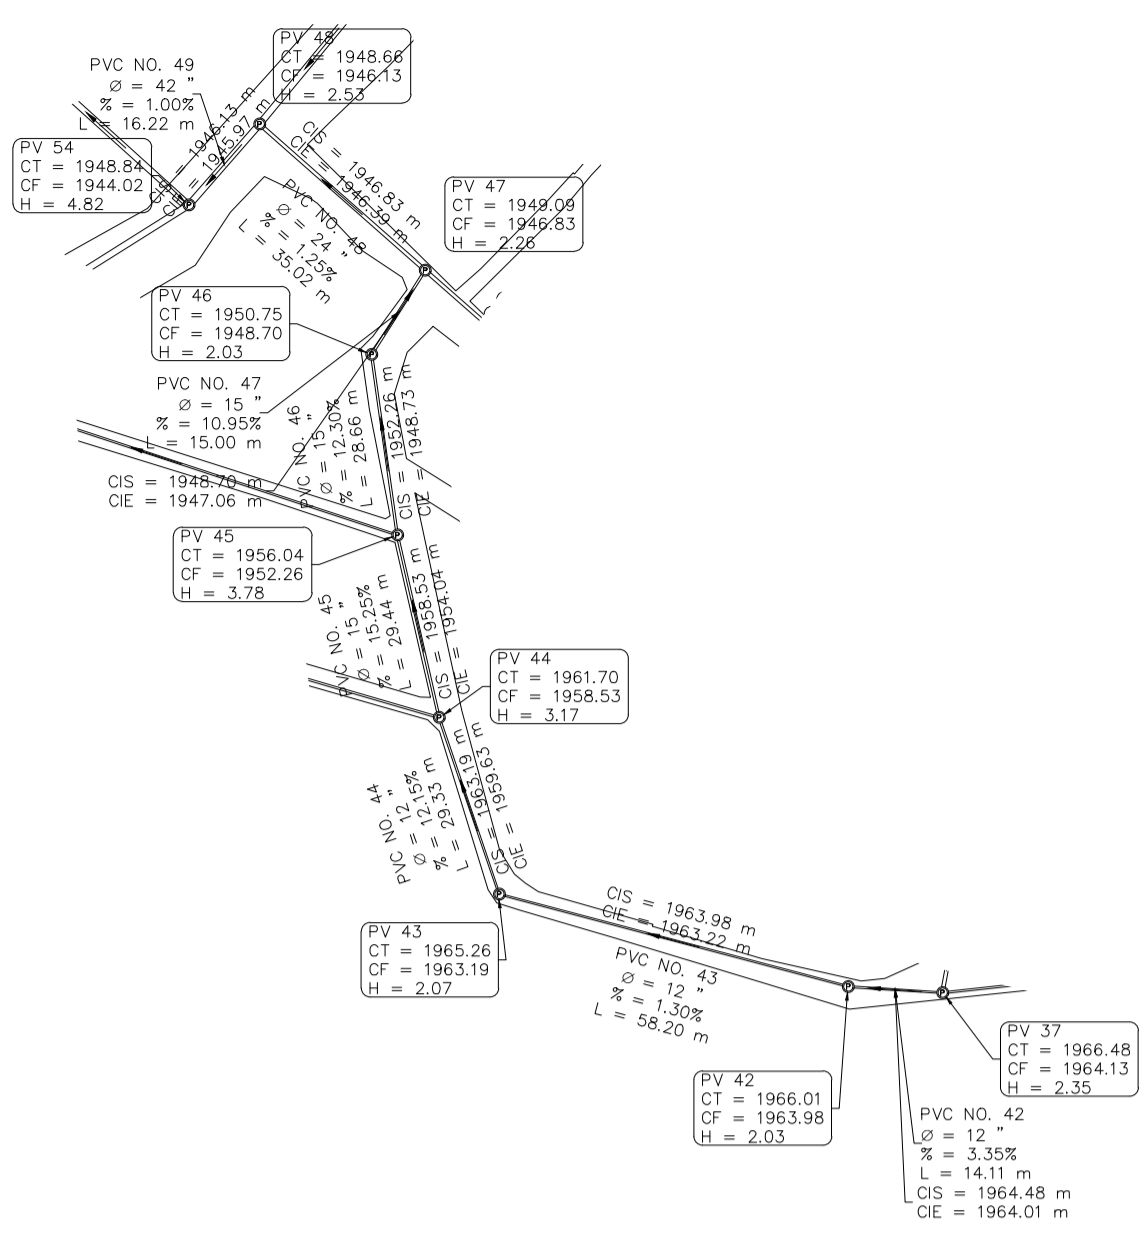 PV 48
CT = 1948.66
CF = 1946.13
H = 2.53
PVC NO. 49
Ø = 42 "
% = 1.00%
L = 16.22 m
CIS = 1946.13 m
CIE = 1945.97 m
PV 54
CT = 1948.84
CF = 1944.02
H = 4.82
CIS = 1946.83 m
CIE = 1946.39 m
PVC NO. 48
Ø = 24 "
% = 1.25%
L = 35.02 m
PV 47
CT = 1949.09
CF = 1946.83
H = 2.26
PV 46
CT = 1950.75
CF = 1948.70
H = 2.03
PVC NO. 47
Ø = 15 "
% = 10.95%
L = 15.00 m
CIS = 1948.70 m
CIE = 1947.06 m
PVC NO. 46
Ø = 15 "
% = 12.30%
L = 28.66 m
CIS = 1952.26 m
CIE = 1948.73 m
PV 45
CT = 1956.04
CF = 1952.26
H = 3.78
PVC NO. 45
Ø = 15 "
% = 15.25%
L = 29.44 m
CIS = 1958.53 m
CIE = 1954.04 m
PV 44
CT = 1961.70
CF = 1958.53
H = 3.17
PVC NO. 44
Ø = 12 "
% = 12.15%
L = 29.33 m
CIS = 1963.19 m
CIE = 1959.63 m
PV 43
CT = 1965.26
CF = 1963.19
H = 2.07
CIS = 1963.98 m
CIE = 1963.22 m
PVC NO. 43
Ø = 12 "
% = 1.30%
L = 58.20 m
PV 42
CT = 1966.01
CF = 1963.98
H = 2.03
PV 37
CT = 1966.48
CF = 1964.13
H = 2.35
PVC NO. 42
Ø = 12 "
% = 3.35%
L = 14.11 m
CIS = 1964.48 m
CIE = 1964.01 m